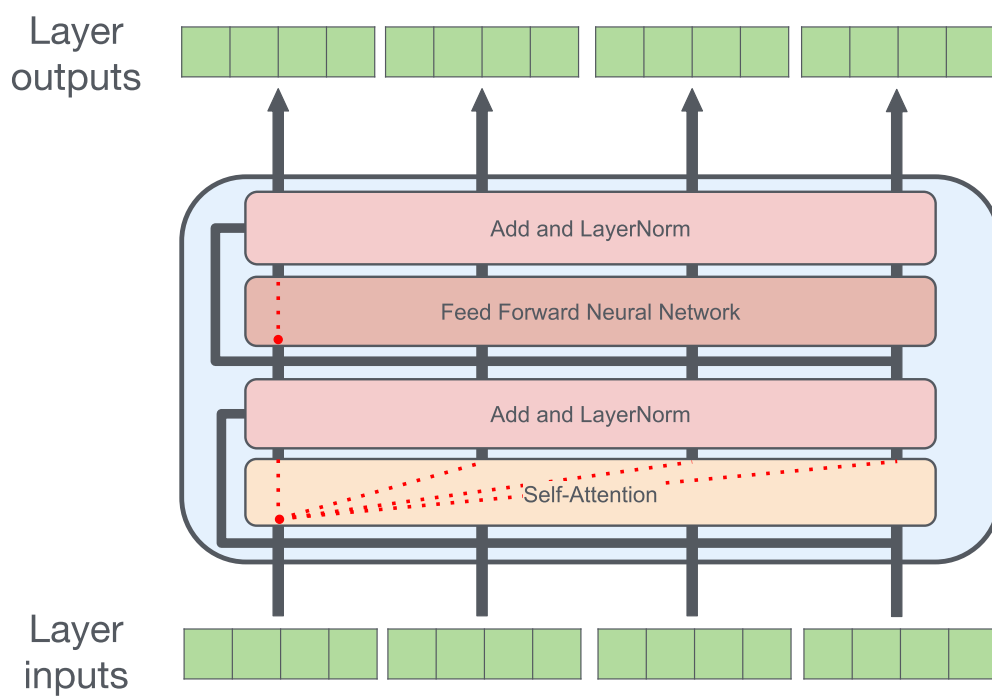 Layer
outputs
Add and LayerNorm
Feed Forward Neural Network
Add and LayerNorm
Self-Attention
Layer
inputs